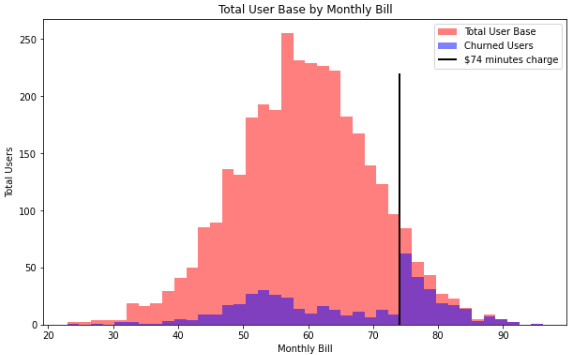 Total User Base by Monthly Bill
Total User Base
Churned Users
$74 minutes charge
Total Users
250
200
150
100
50
0
20 30 40 50 60 70 80 90
Monthly Bill